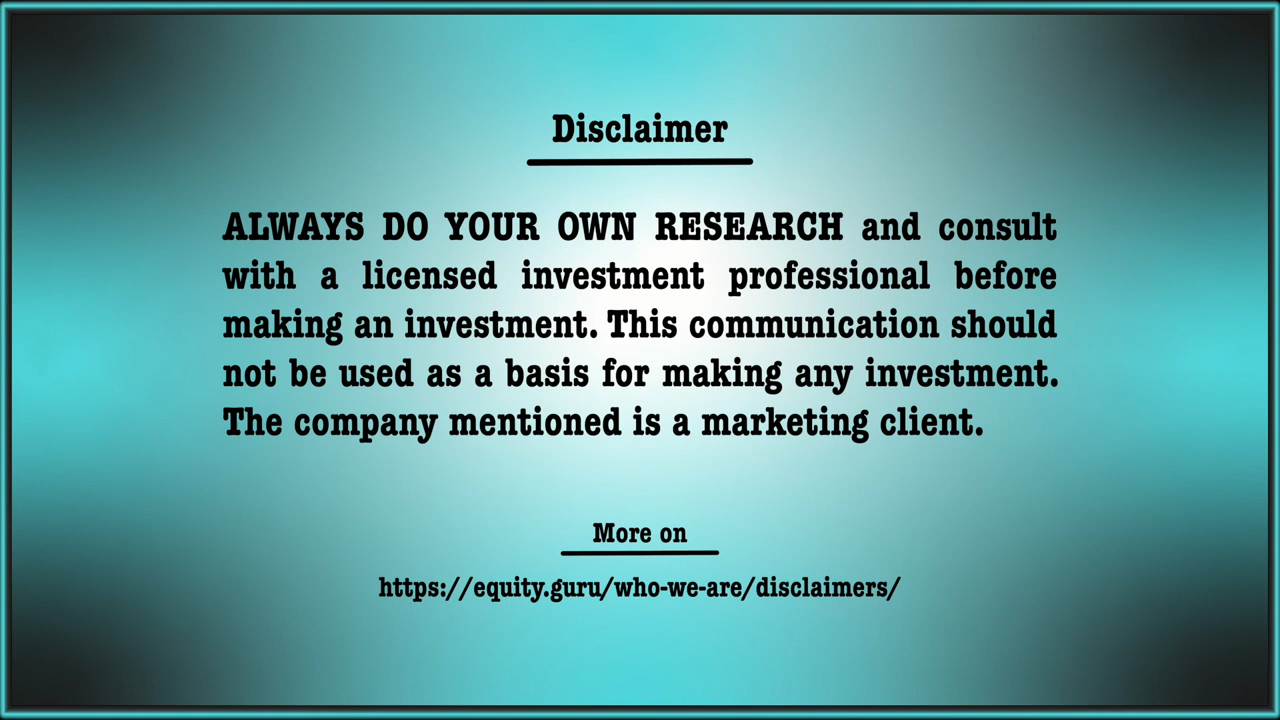 Disclaimer
ALWAYS DO YOUR OWN RESEARCH and consult
with a licensed investment professional before
making an investment. This communication should
not be used as a basis for making any investment.
The company mentioned is a marketing client.
More on
https://equity.guru/who-we-are/disclaimers/